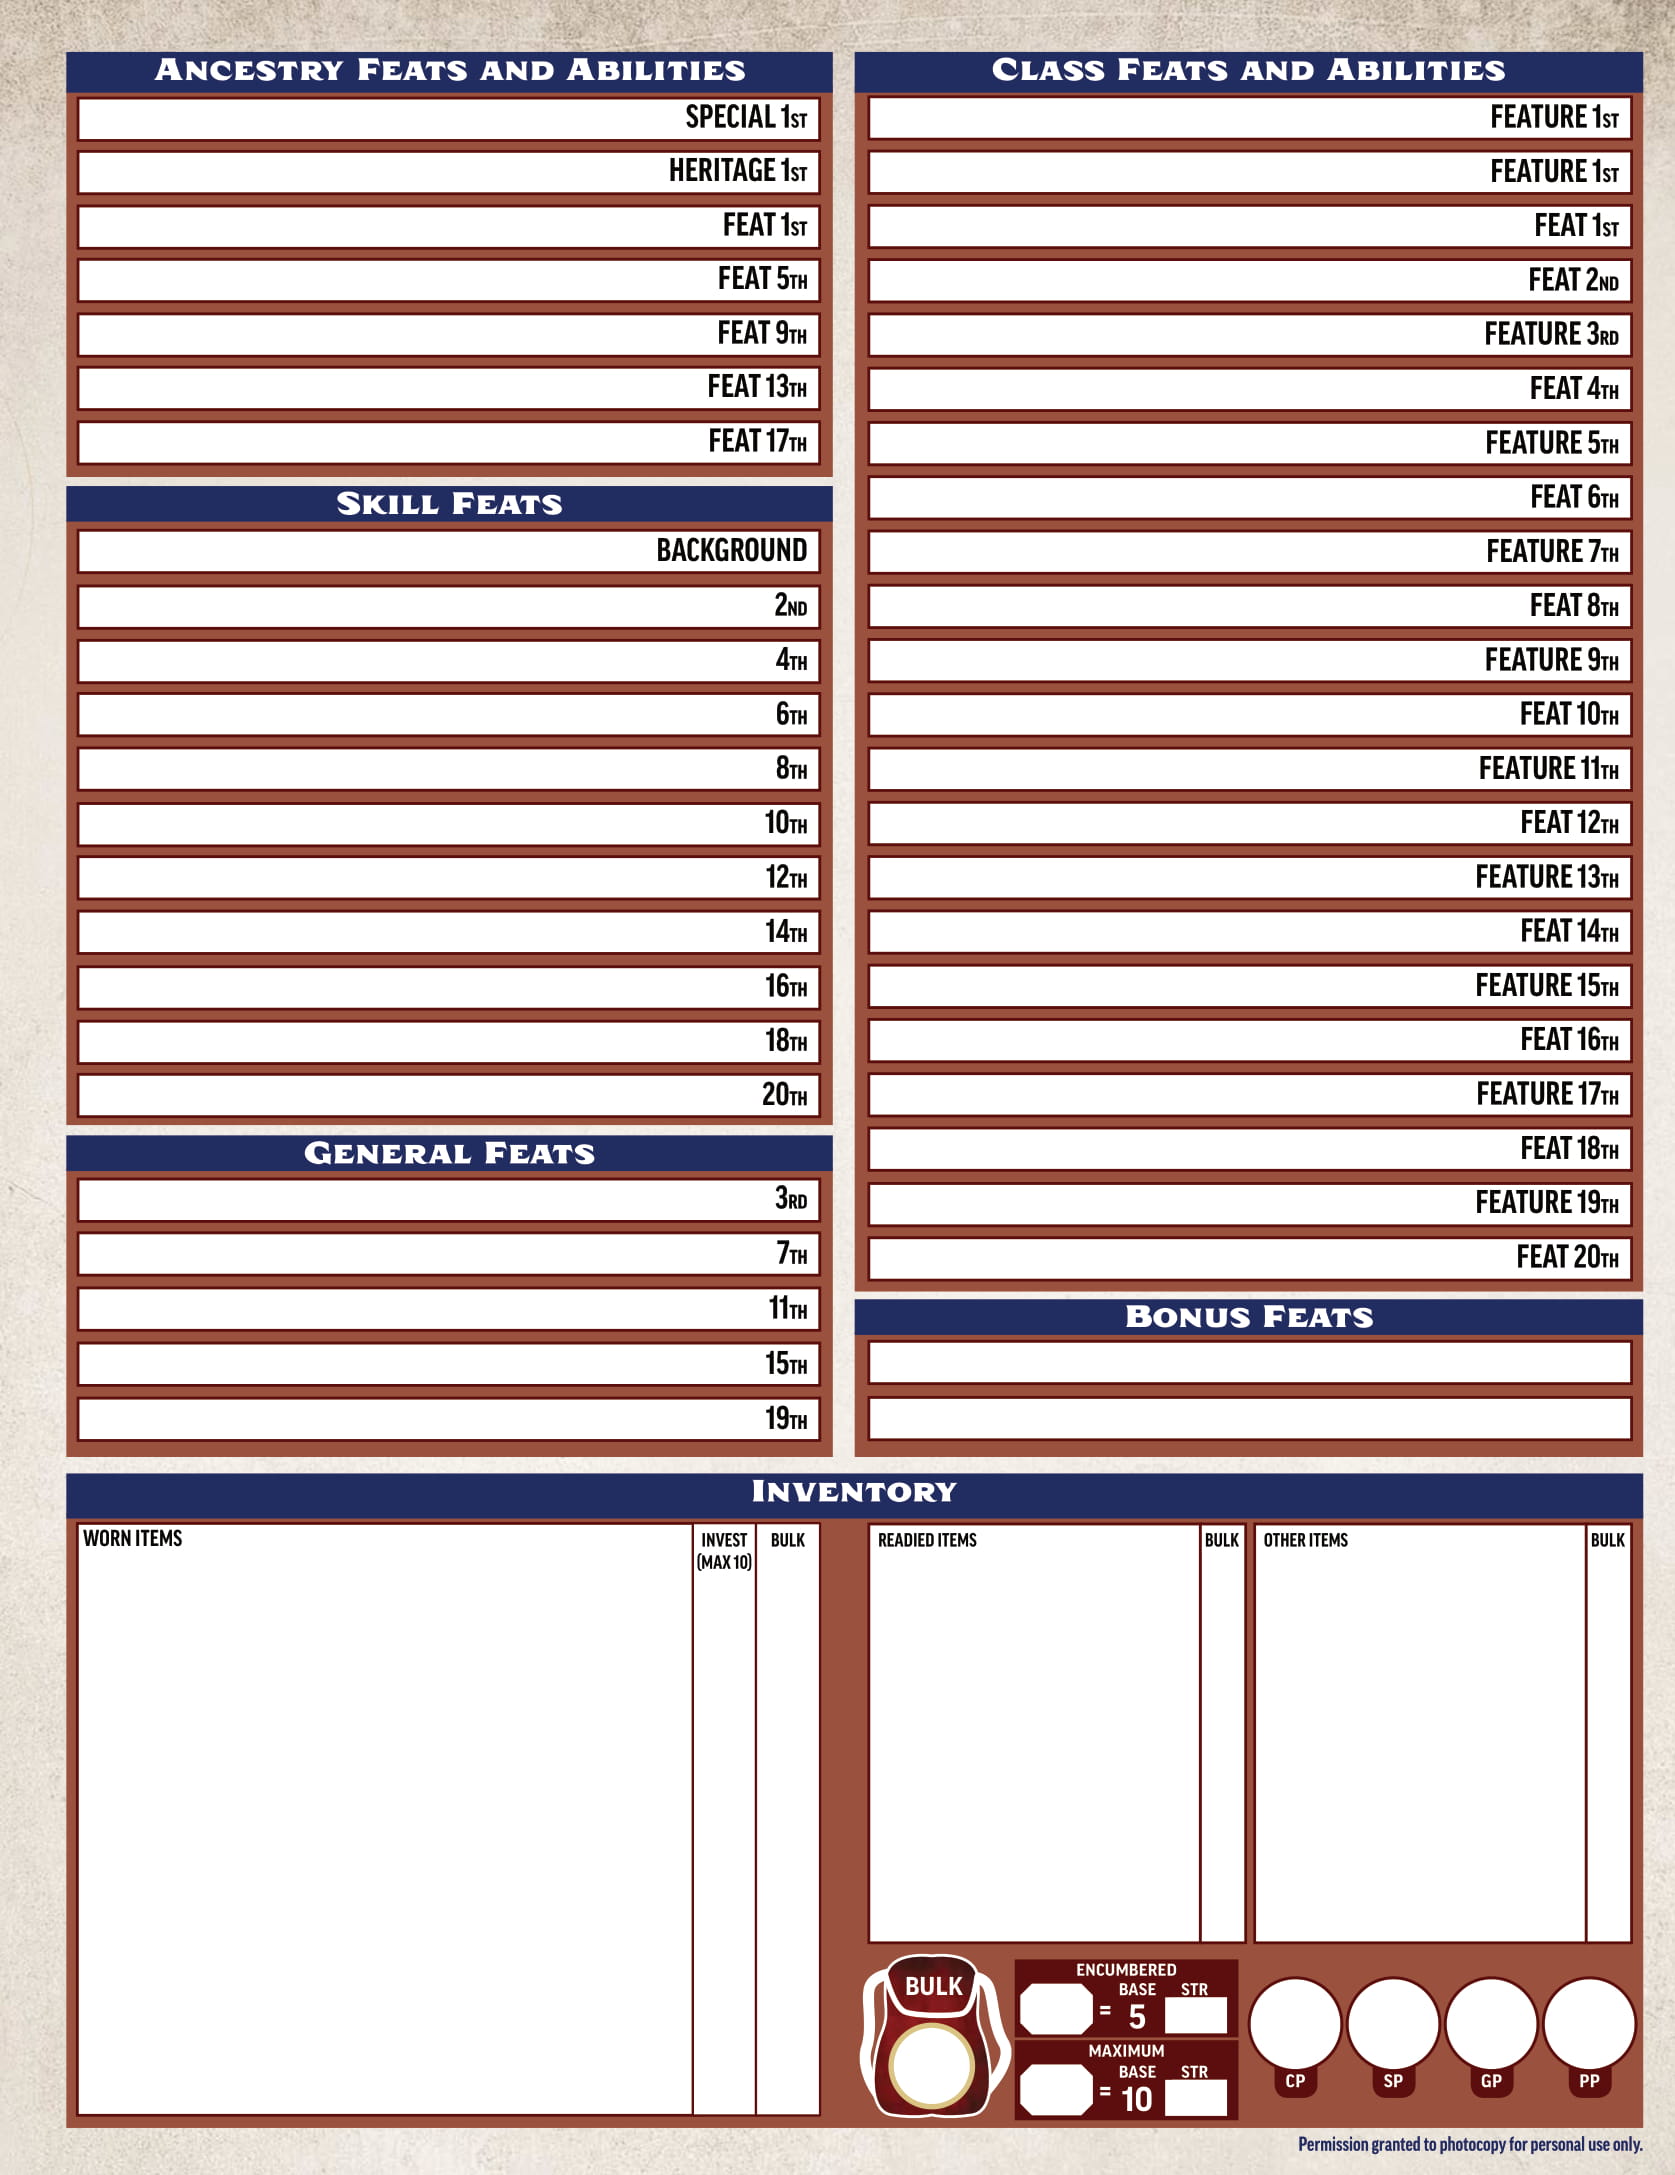 ANCESTRY FEATS AND ABILITIES
SPECIAL 1ST
HERITAGE 1ST
FEAT 1ST
FEAT 5TH
FEAT 9TH
FEAT 13TH
FEAT 17TH
SKILL FEATS
BACKGROUND
2ND
4TH
6TH
8TH
10TH
12TH
14TH
16TH
18TH
20TH
GENERAL FEATS
3RD
7TH
11TH
15TH
19TH
CLASS FEATS AND ABILITIES
FEATURE 1ST
FEATURE 1ST
FEAT 1ST
FEAT 2ND
FEATURE 3RD
FEAT 4TH
FEATURE 5TH
FEAT 6TH
FEATURE 7TH
FEAT 8TH
FEATURE 9TH
FEAT 10TH
FEATURE 11TH
FEAT 12TH
FEATURE 13TH
FEAT 14TH
FEATURE 15TH
FEAT 16TH
FEATURE 17TH
FEAT 18TH
FEATURE 19TH
FEAT 20TH
BONUS FEATS
INVENTORY
WORN ITEMS
INVEST
(MAX 10)
BULK
READIED ITEMS
BULK
OTHER ITEMS
BULK
BULK
ENCUMBERED
BASE STR
= 5
MAXIMUM
BASE STR
= 10
CP
SP
GP
PP
Permission granted to photocopy for personal use only.